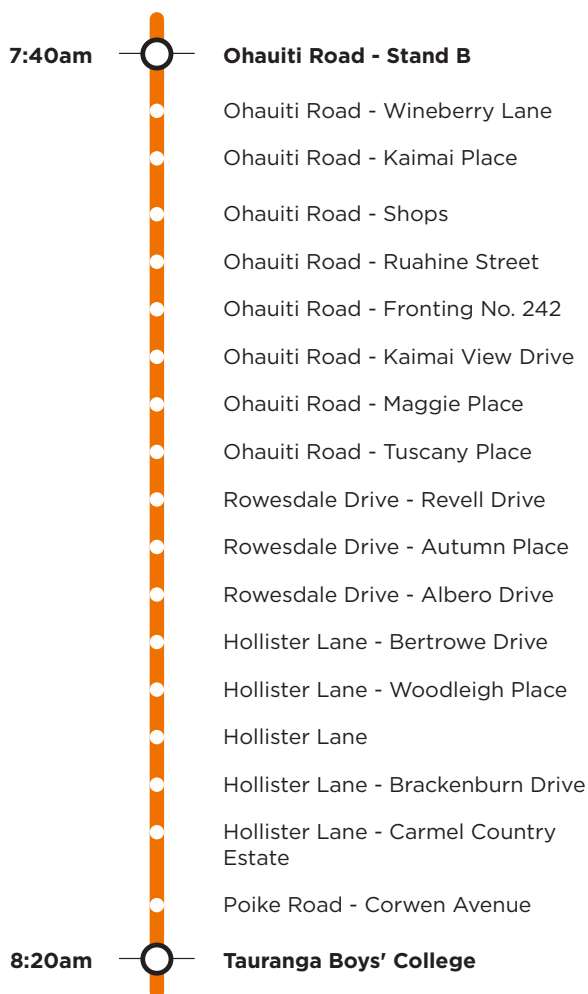 7:40am Ohauiti Road - Stand B
Ohauiti Road - Wineberry Lane
Ohauiti Road - Kaimai Place
Ohauiti Road - Shops
Ohauiti Road - Ruahine Street
Ohauiti Road - Fronting No. 242
Ohauiti Road - Kaimai View Drive
Ohauiti Road - Maggie Place
Ohauiti Road - Tuscany Place
Rowesdale Drive - Revell Drive
Rowesdale Drive - Autumn Place
Rowesdale Drive - Albero Drive
Hollister Lane - Bertrowe Drive
Hollister Lane - Woodleigh Place
Hollister Lane
Hollister Lane - Brackenburn Drive
Hollister Lane - Carmel Country
Estate
Poike Road - Corwen Avenue
8:20am Tauranga Boys' College